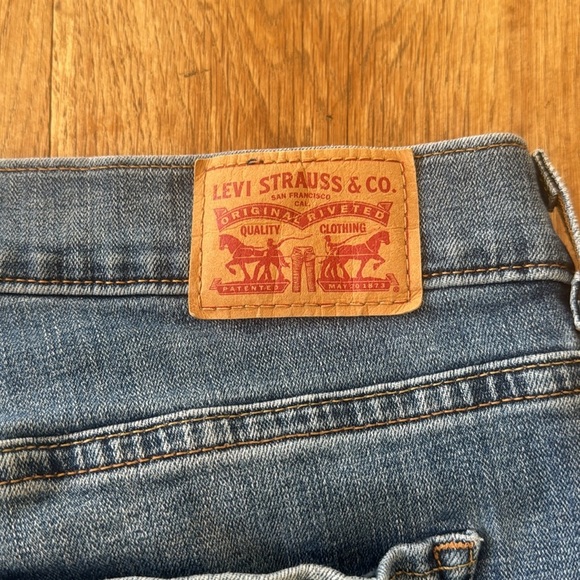 LEVI STRAUSS & CO.
SAN FRANCISCO
CAL.
ORIGINAL RIVETED
QUALITY CLOTHING
PATENTED MAY 20 1873
®